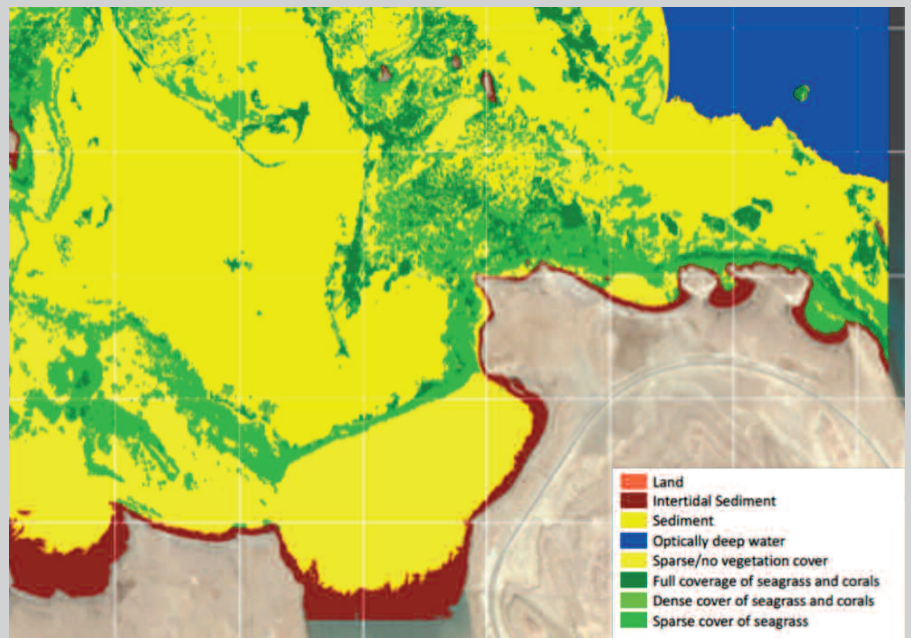 Land
Intertidal Sediment
Sediment
Optically deep water
Sparse/no vegetation cover
Full coverage of seagrass and corals
Dense cover of seagrass and corals
Sparse cover of seagrass